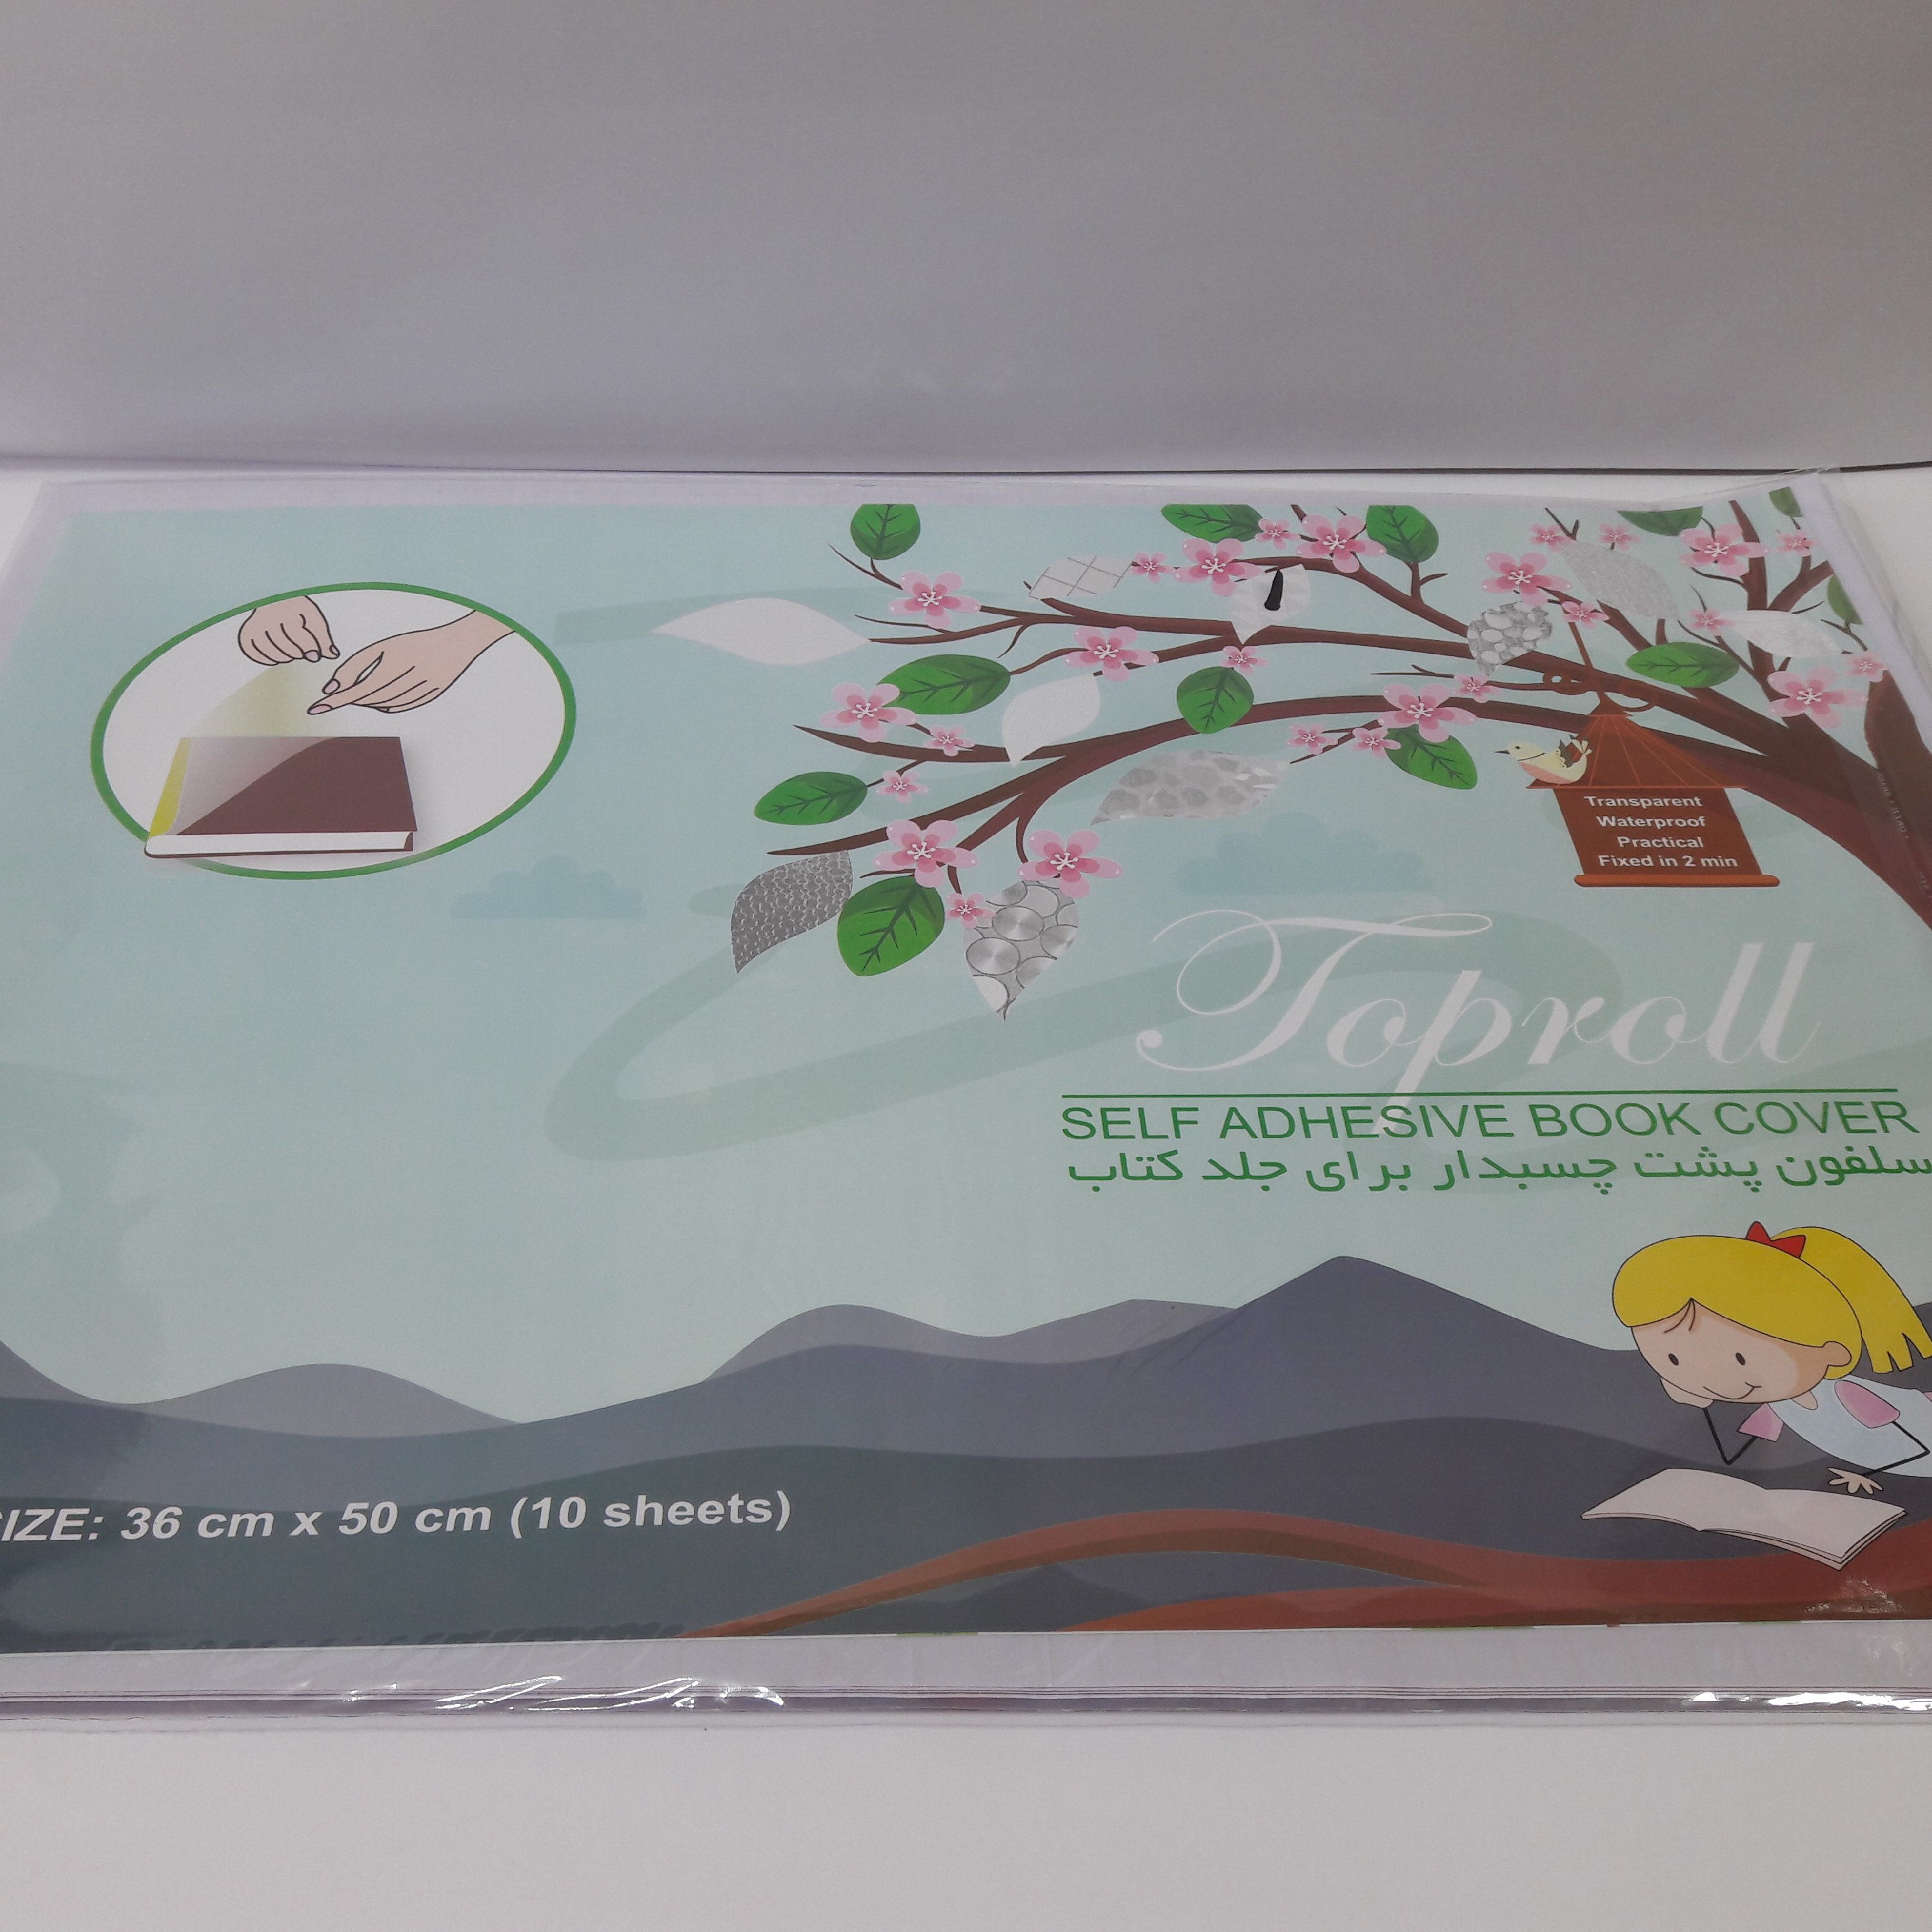 Transparent
Waterproof
Practical
Fixed in 2 min
Toproll
SELF ADHESIVE BOOK COVER
سلفون پشت چسبدار برای جلد کتاب
IZE: 36 cm x 50 cm (10 sheets)